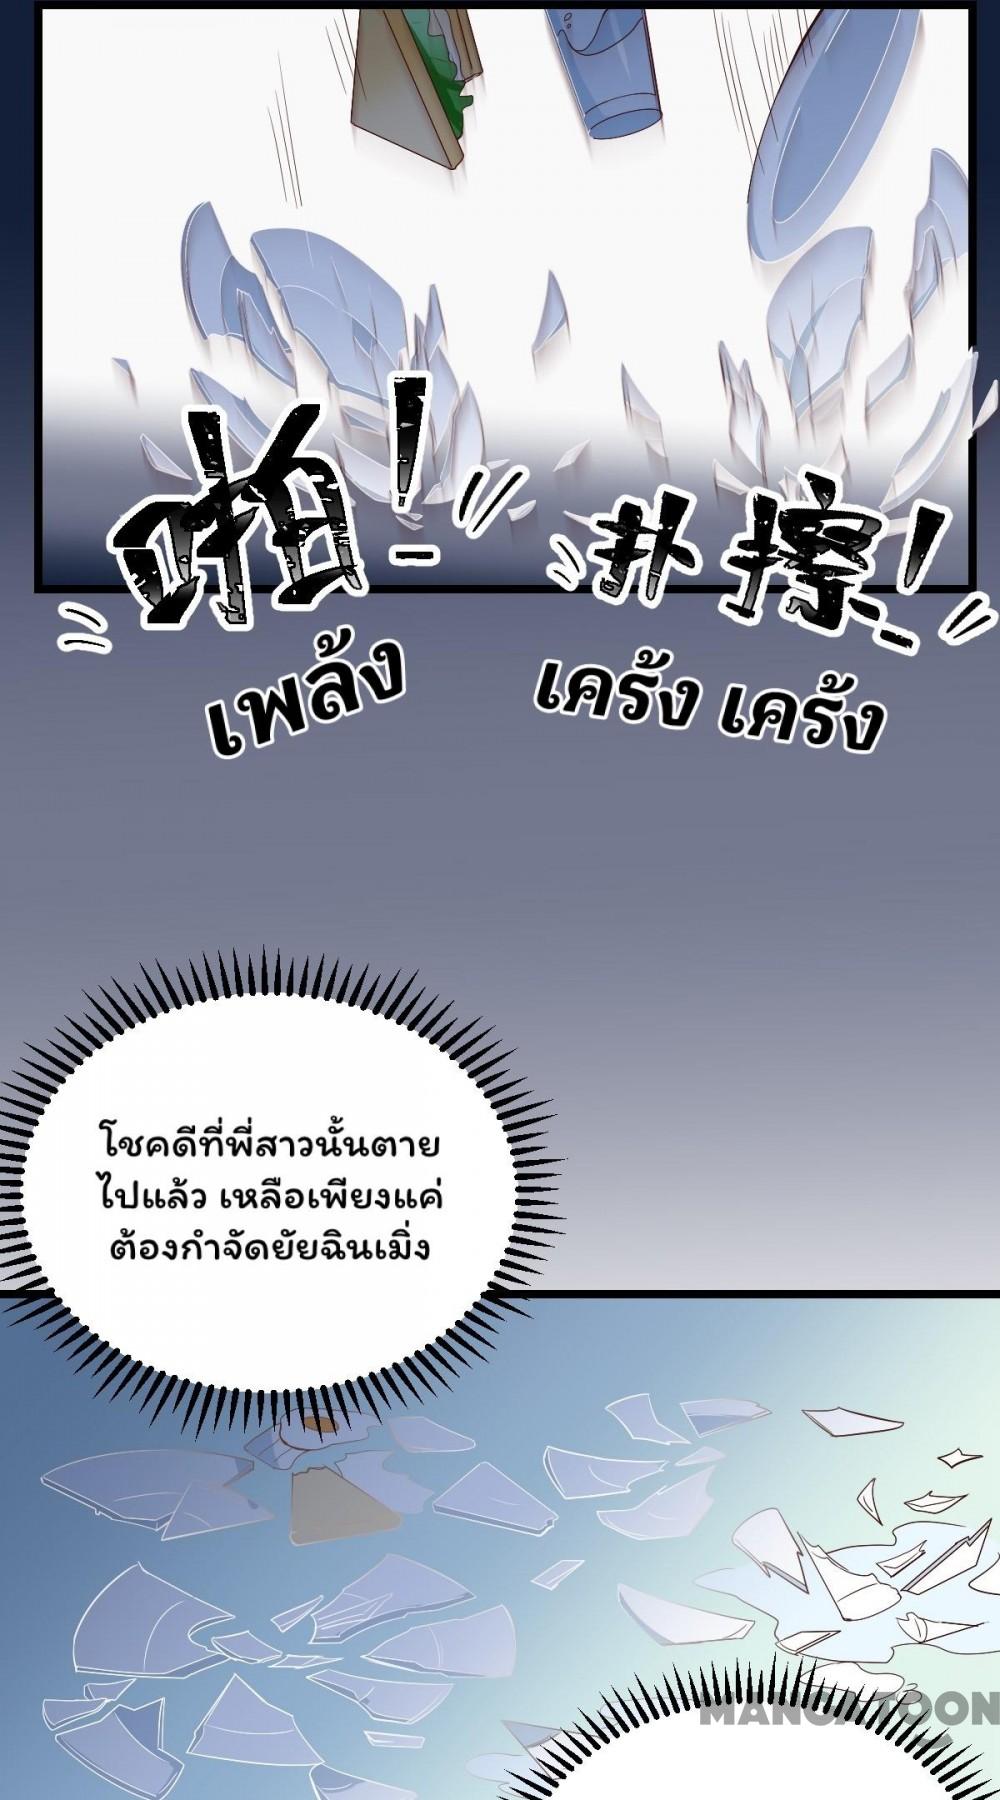 啪!
扑 擦!
เพล้ง
เคร้ง เคร้ง
โชคดีที่พี่สาวนั้นตาย
ไปแล้ว เหลือเพียงแค่
ต้องกำจัดยัยฉินเมิ่ง
MANGATOON